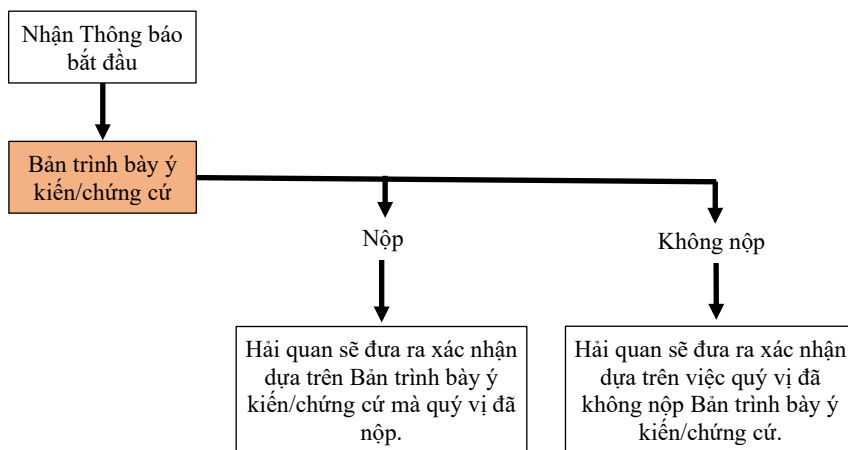 Nhận Thông báo
bắt đầu
Bản trình bày ý
kiến/chứng cứ
Nộp
Không nộp
Hải quan sẽ đưa ra xác nhận
dựa trên Bản trình bày ý
kiến/chứng cứ mà quý vị đã
nộp.
Hải quan sẽ đưa ra xác nhận
dựa trên việc quý vị đã
không nộp Bản trình bày ý
kiến/chứng cứ.